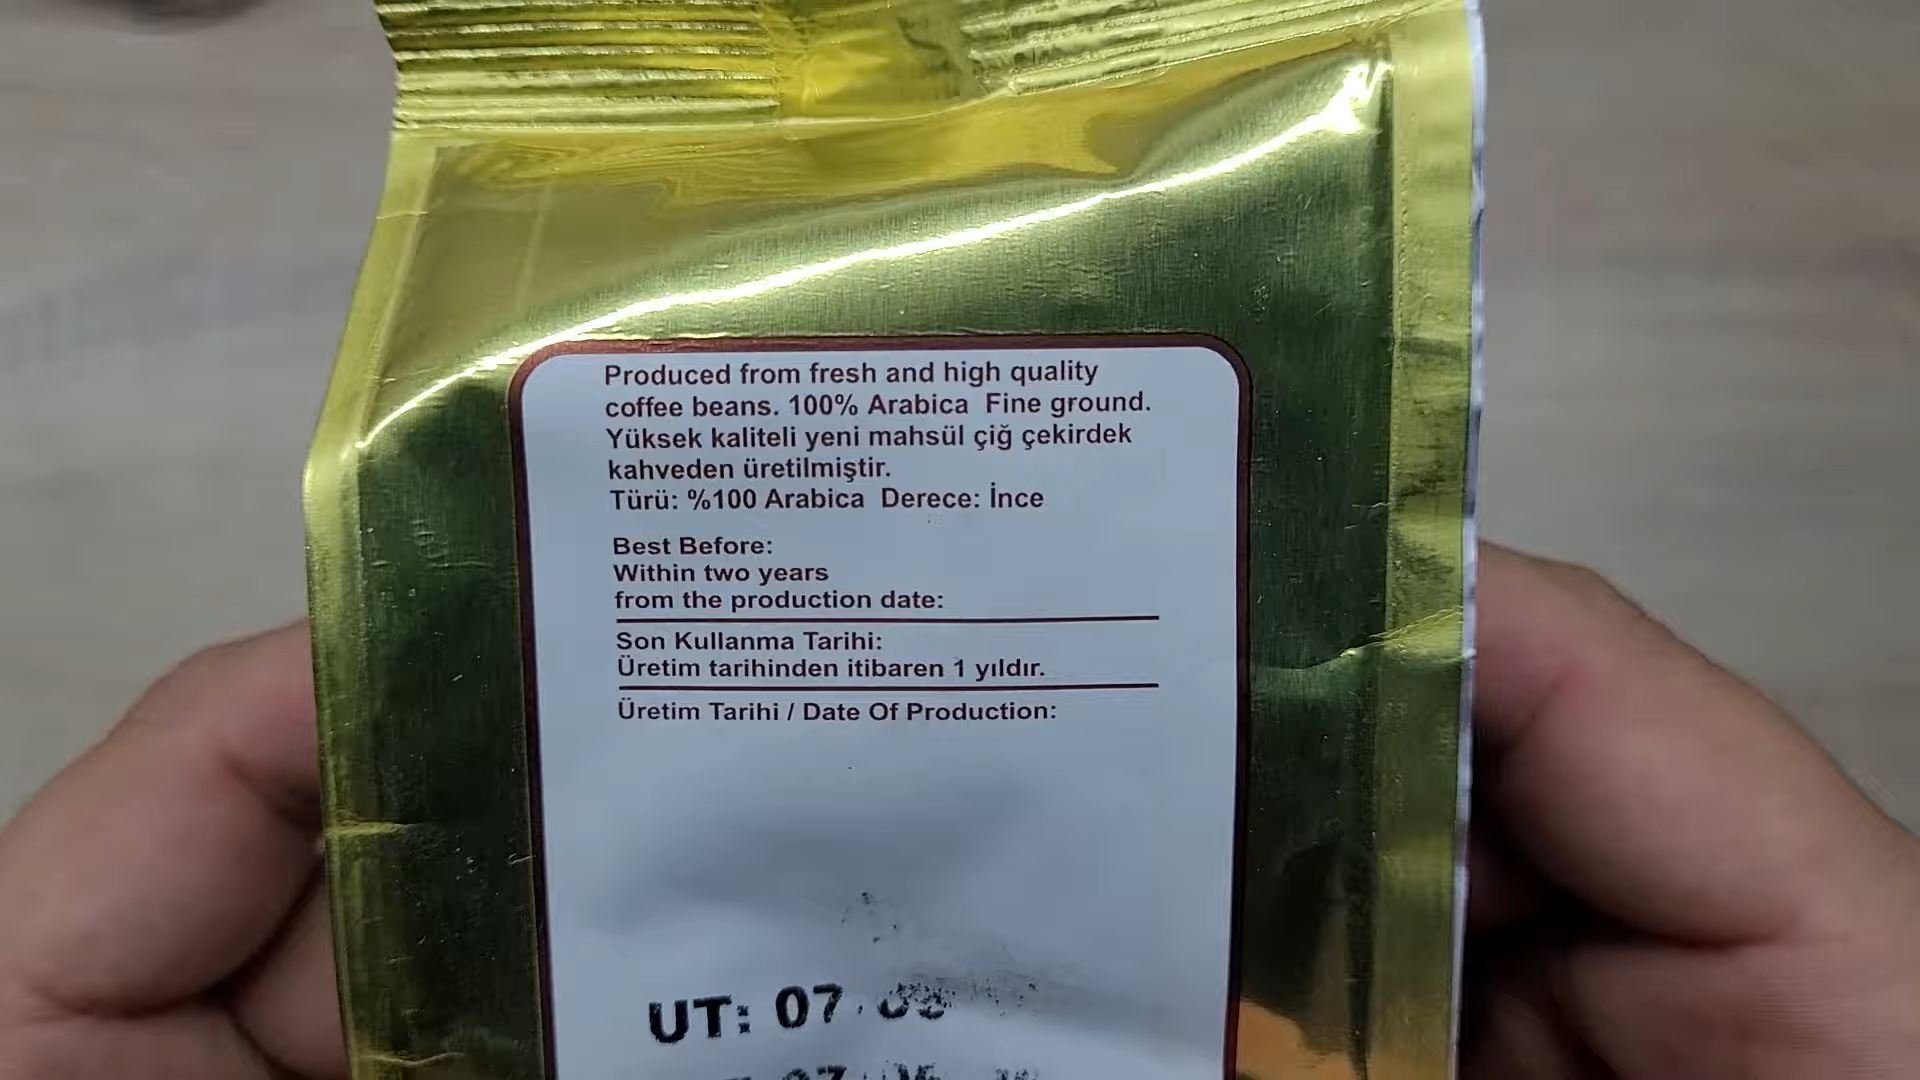 Produced from fresh and high quality
coffee beans. 100% Arabica Fine ground.
Yüksek kaliteli yeni mahsül çiğ çekirdek
kahveden üretilmiştir.
Türü: %100 Arabica Derece: İnce
Best Before:
Within two years
from the production date:
Son Kullanma Tarihi:
Üretim tarihinden itibaren 1 yıldır.
Üretim Tarihi / Date Of Production:
UT: 07